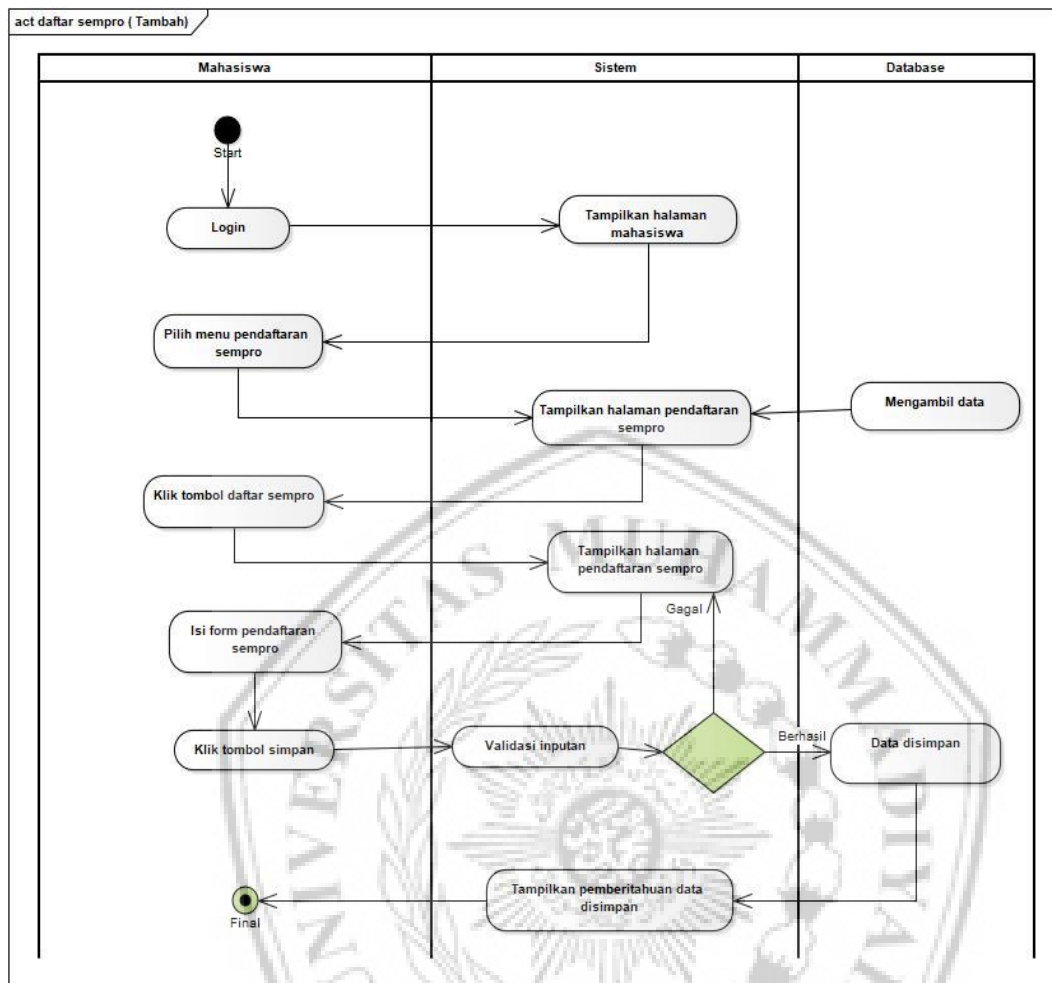 act daftar sempro ( Tambah)
Mahasiswa
Sistem
Database
Start
Login
Tampilkan halaman
mahasiswa
Pilih menu pendaftaran
sempro
Tampilkan halaman pendaftaran
sempro
Mengambil data
Klik tombol daftar sempro
Tampilkan halaman
pendaftaran sempro
Gagal
Isi form pendaftaran
sempro
Klik tombol simpan
Validasi inputan
Berhasil
Data disimpan
Tampilkan pemberitahuan data
disimpan
Final
UNIVERSITAS MUHAMMADIYAH